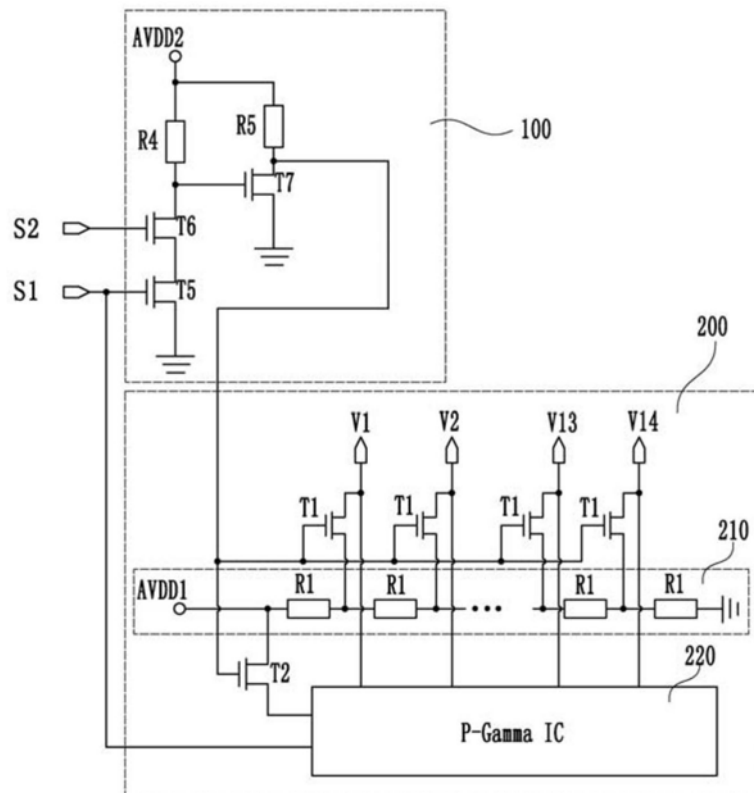 AVDD2
R4
R5
100
T7
S2
T6
S1
T5
200
V1
V2
V13
V14
T1
T1
T1
T1
210
AVDD1
R1
R1
R1
R1
T2
220
P-Gamma IC